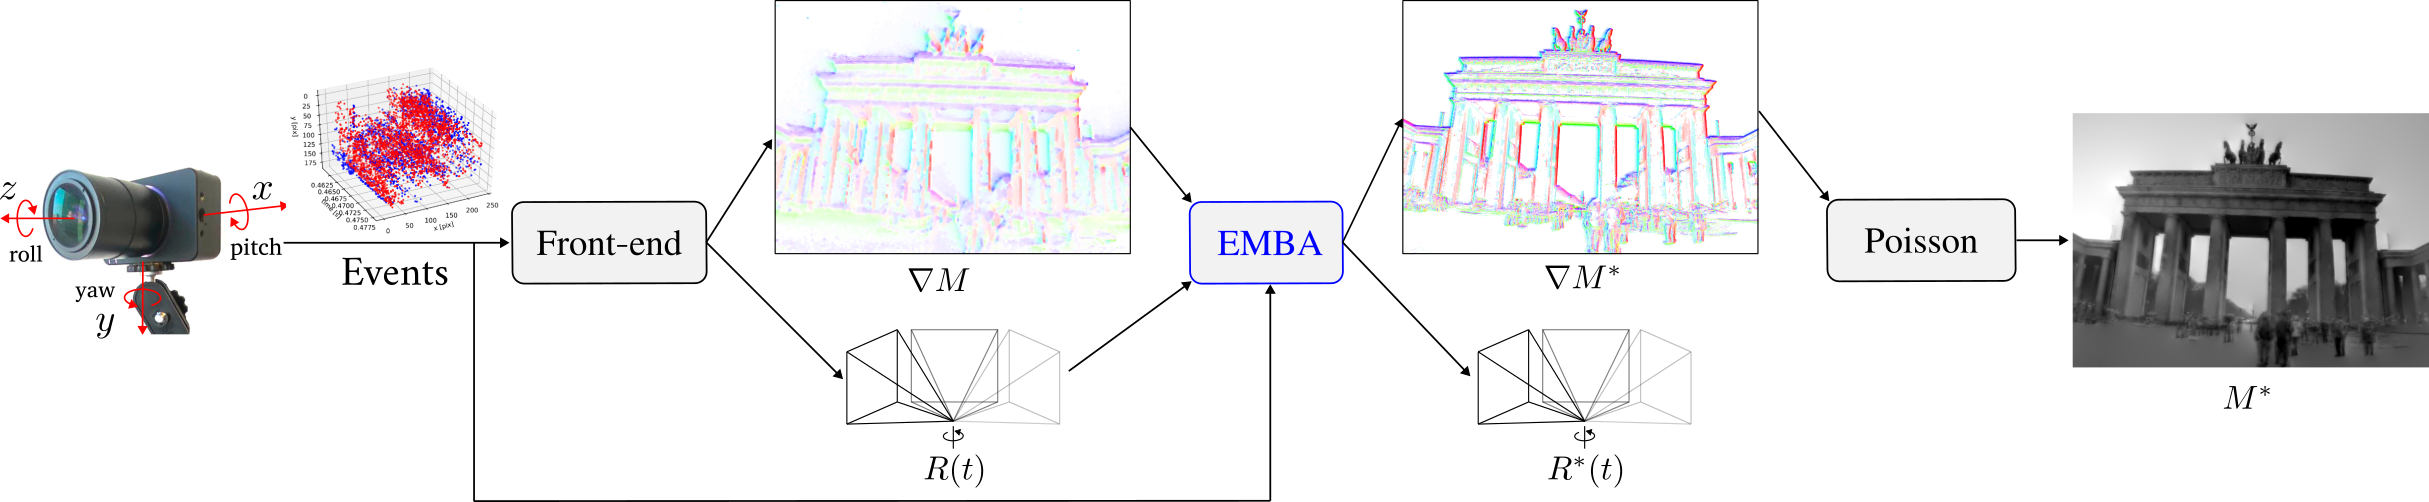 z
roll
x
pitch
yaw
y
0
25
50
75
100
125
150
175
y [pix]
0.4625
0.4650
0.4675
0.4700
0.4725
0.4750
0.4775
time [s]
0
50
100
150
200
250
x [pix]
Events
Front-end
∇M
R(t)
EMBA
∇M*
R*(t)
Poisson
M*